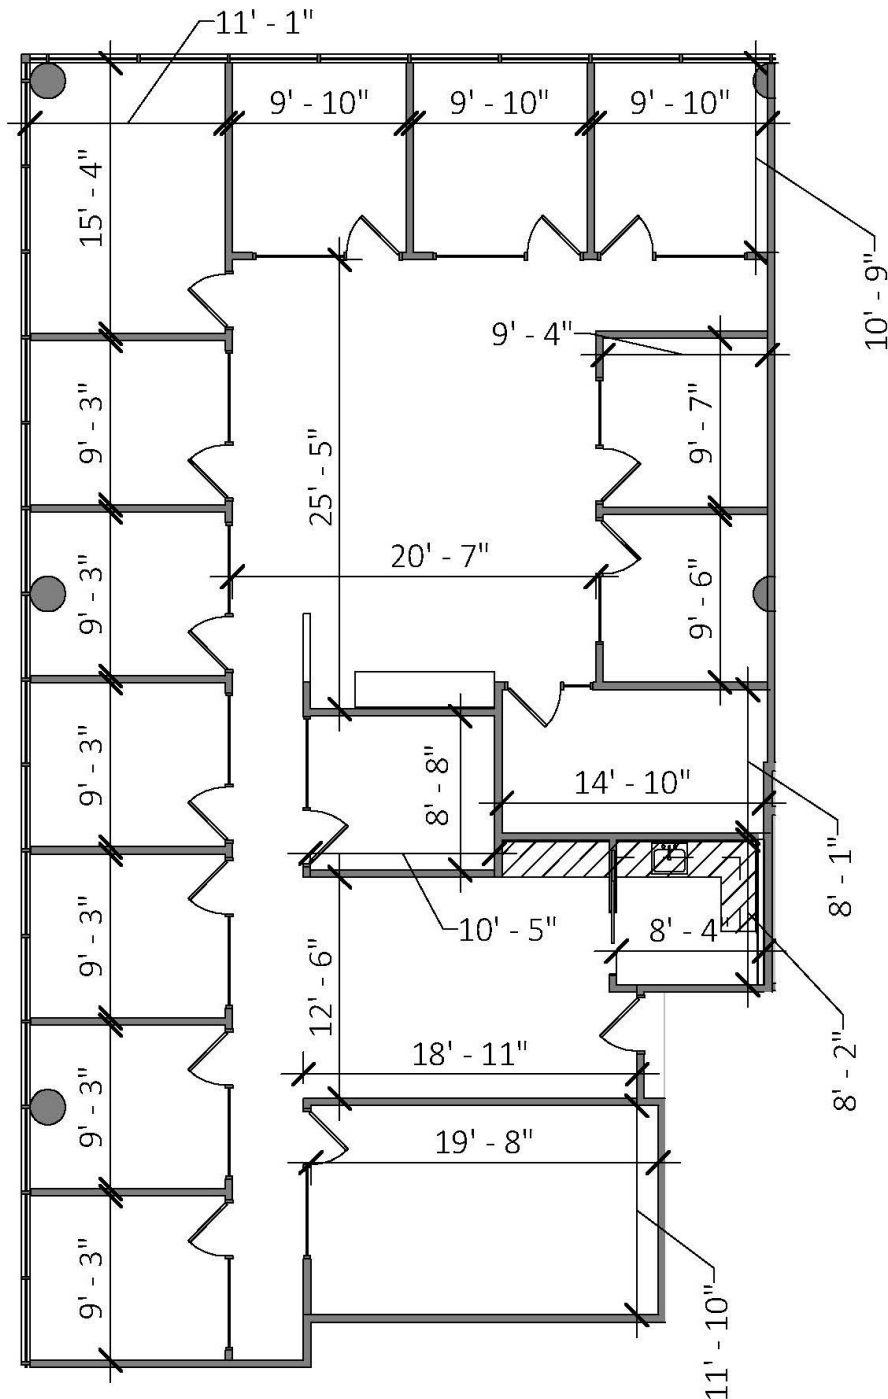 11' - 1"
9' - 10"
9' - 10"
9' - 10"
15' - 4"
10' - 9"
9' - 4"
9' - 3"
25' - 5"
9' - 7"
20' - 7"
9' - 3"
9' - 6"
9' - 3"
8' - 8"
14' - 10"
8' - 1"
9' - 3"
10' - 5"
8' - 4"
12' - 6"
18' - 11"
8' - 2"
9' - 3"
19' - 8"
9' - 3"
11' - 10"